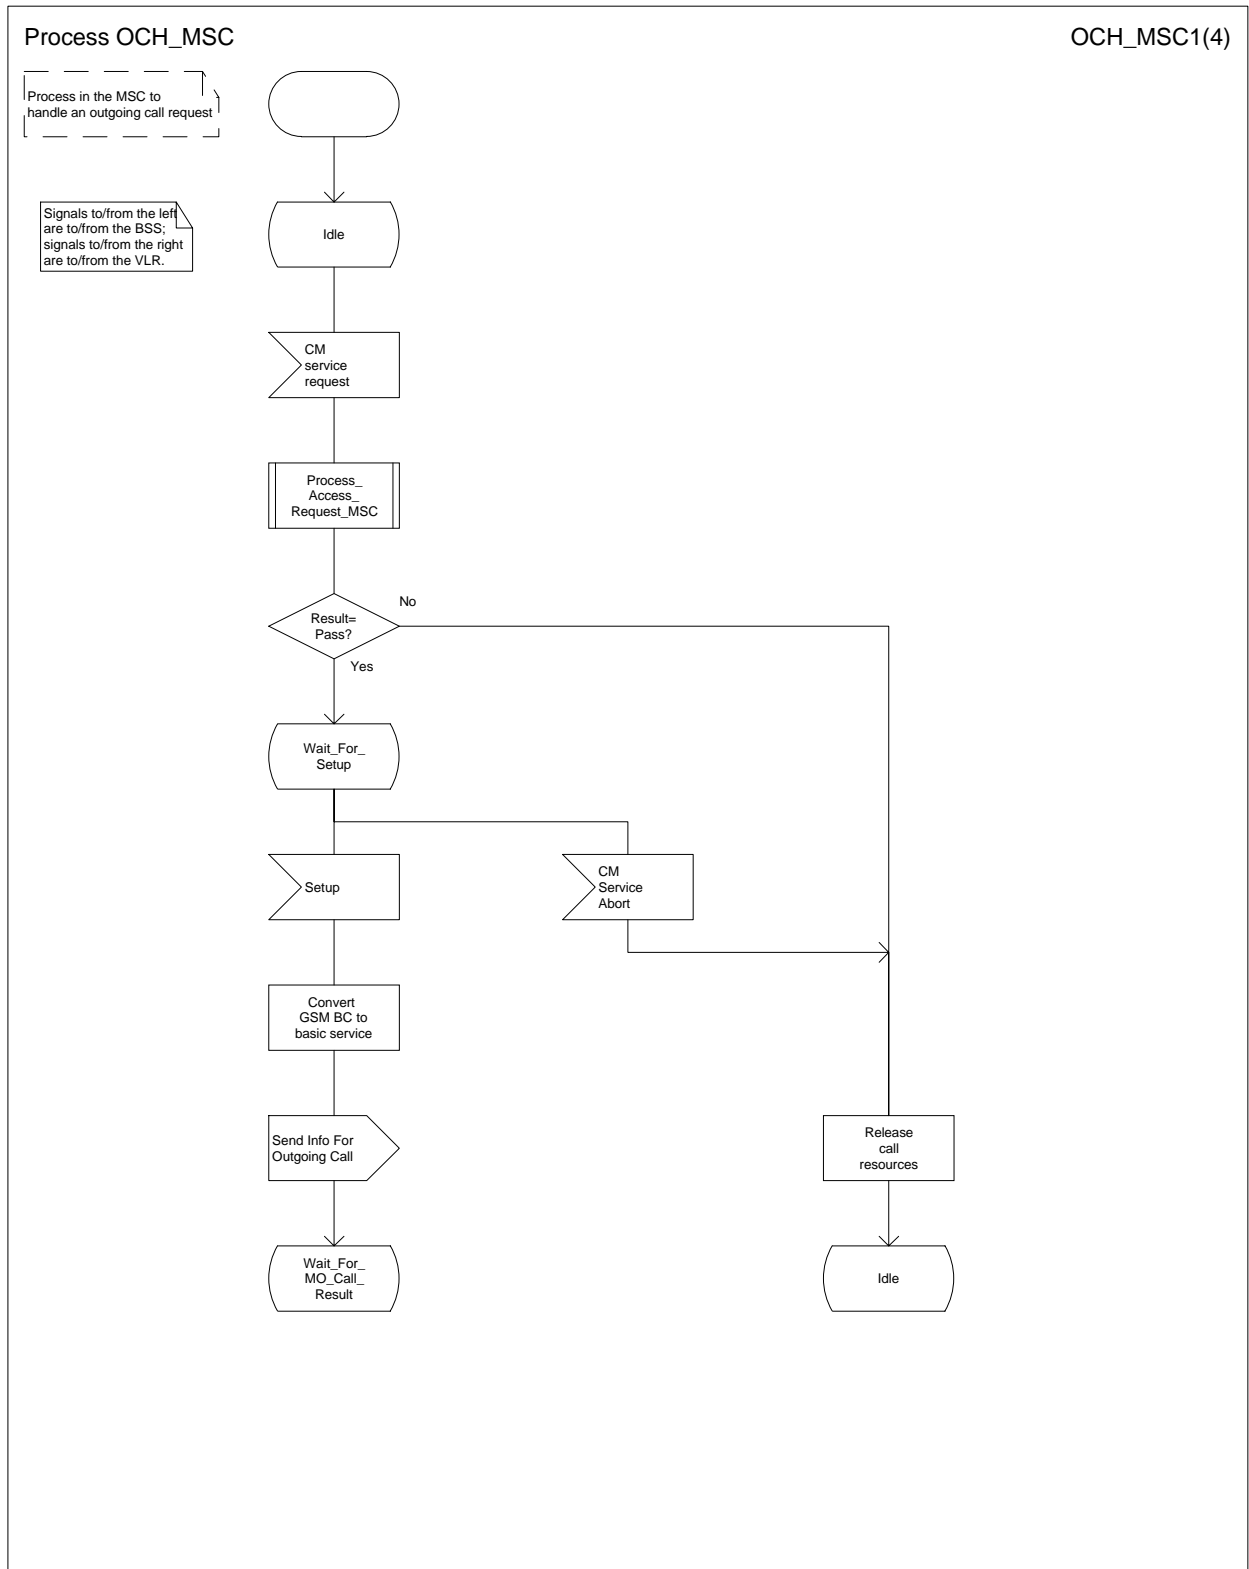 Process OCH_MSC
OCH_MSC1(4)
Process in the MSC to
handle an outgoing call request
Signals to/from the left
are to/from the BSS;
signals to/from the right
are to/from the VLR.
Idle
CM
service
request
Process_
Access_
Request_MSC
Result=
Pass?
No
Yes
Wait_For_
Setup
Setup
CM
Service
Abort
Convert
GSM BC to
basic service
Send Info For
Outgoing Call
Release
call
resources
Wait_For_
MO_Call_
Result
Idle